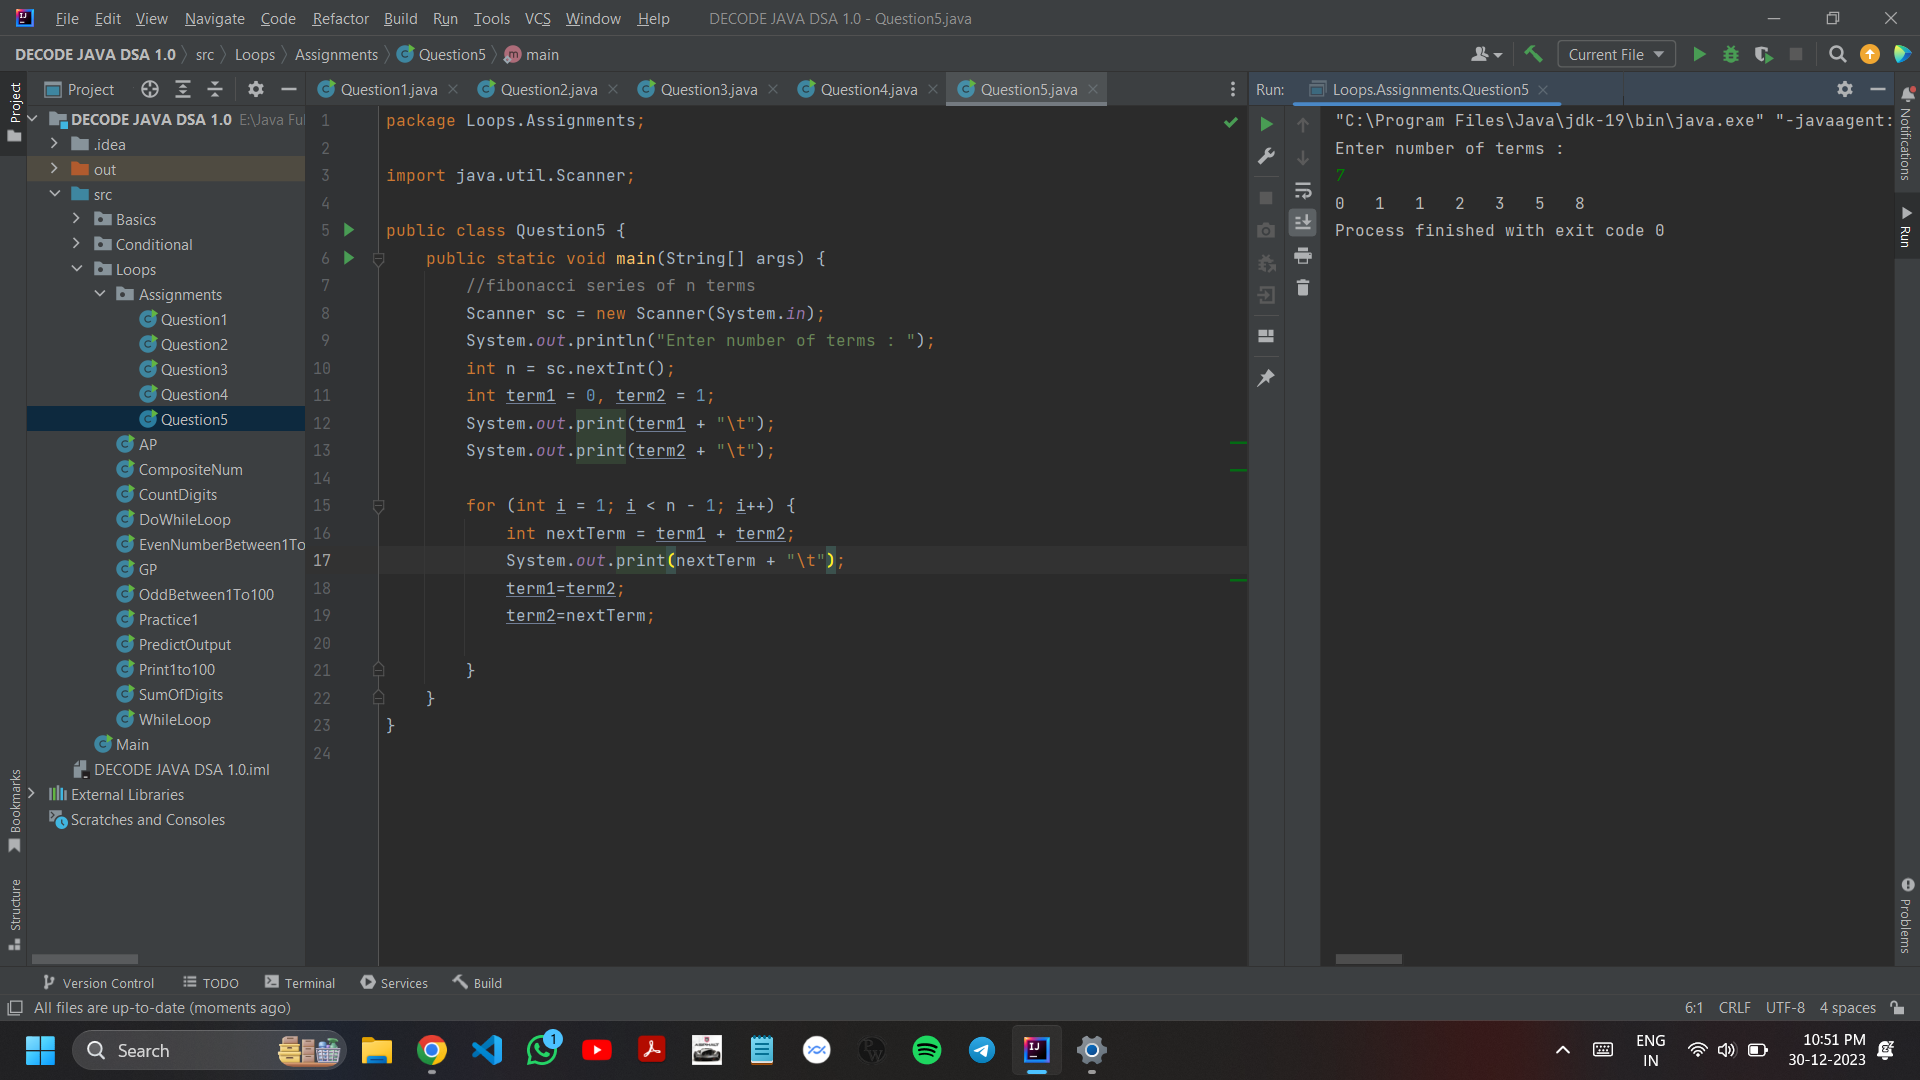 File Edit View Navigate Code Refactor Build Run Tools VCS Window Help DECODE JAVA DSA 1.0 - Question5.java
DECODE JAVA DSA 1.0 src Loops Assignments Question5 main Current File
Project
Project
DECODE JAVA DSA 1.0 E:\Java Fu
.idea
out
src
Basics
Conditional
Loops
Assignments
Question1
Question2
Question3
Question4
Question5
AP
CompositeNum
CountDigits
DoWhileLoop
EvenNumberBetween1To
GP
OddBetween1To100
Practice1
PredictOutput
Print1to100
SumOfDigits
WhileLoop
Main
DECODE JAVA DSA 1.0.iml
External Libraries
Scratches and Consoles
Bookmarks
Structure
Question1.java Question2.java Question3.java Question4.java Question5.java
1 package Loops.Assignments;
2
3 import java.util.Scanner;
4
5 public class Question5 {
6 public static void main(String[] args) {
7 //fibonacci series of n terms
8 Scanner sc = new Scanner(System.in);
9 System.out.println("Enter number of terms : ");
10 int n = sc.nextInt();
11 int term1 = 0, term2 = 1;
12 System.out.print(term1 + "\t");
13 System.out.print(term2 + "\t");
14
15 for (int i = 1; i < n - 1; i++) {
16 int nextTerm = term1 + term2;
17 System.out.print(nextTerm + "\t");
18 term1=term2;
19 term2=nextTerm;
20
21 }
22 }
23 }
24
Run: Loops.Assignments.Question5
"C:\Program Files\Java\jdk-19\bin\java.exe" "-javaagent:
Enter number of terms :
7
0 1 1 2 3 5 8
Process finished with exit code 0
Notifications
Run
Problems
Version Control TODO Terminal Services Build
All files are up-to-date (moments ago) 6:1 CRLF UTF-8 4 spaces
Search 1 ENG 10:51 PM
IN 30-12-2023